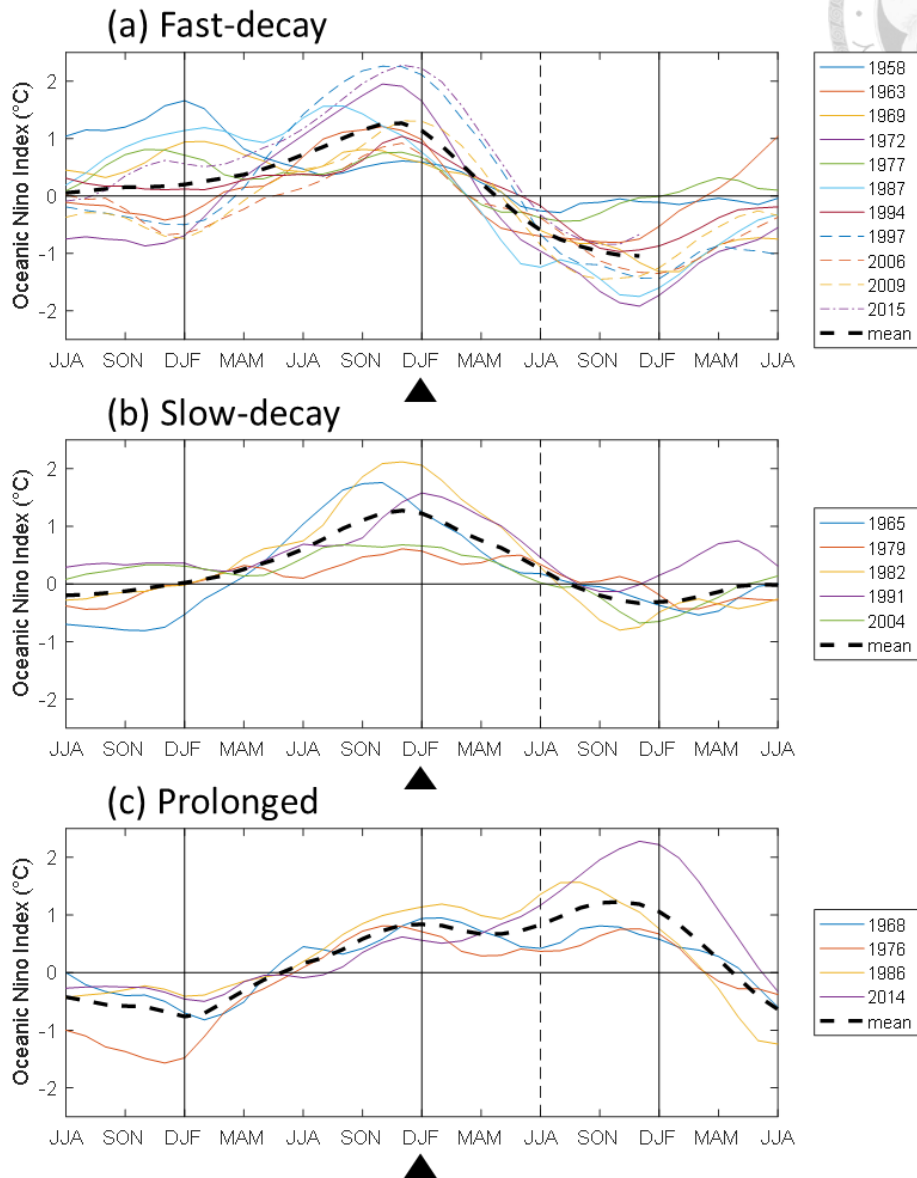 (a) Fast-decay
Oceanic Nino Index (°C)
2
1
0
-1
-2
JJA SON DJF MAM JJA SON DJF MAM JJA SON DJF MAM JJA
1958
1963
1969
1972
1977
1987
1994
1997
2006
2009
2015
mean
(b) Slow-decay
Oceanic Nino Index (°C)
2
1
0
-1
-2
JJA SON DJF MAM JJA SON DJF MAM JJA SON DJF MAM JJA
1965
1979
1982
1991
2004
mean
(c) Prolonged
Oceanic Nino Index (°C)
2
1
0
-1
-2
JJA SON DJF MAM JJA SON DJF MAM JJA SON DJF MAM JJA
1968
1976
1986
2014
mean